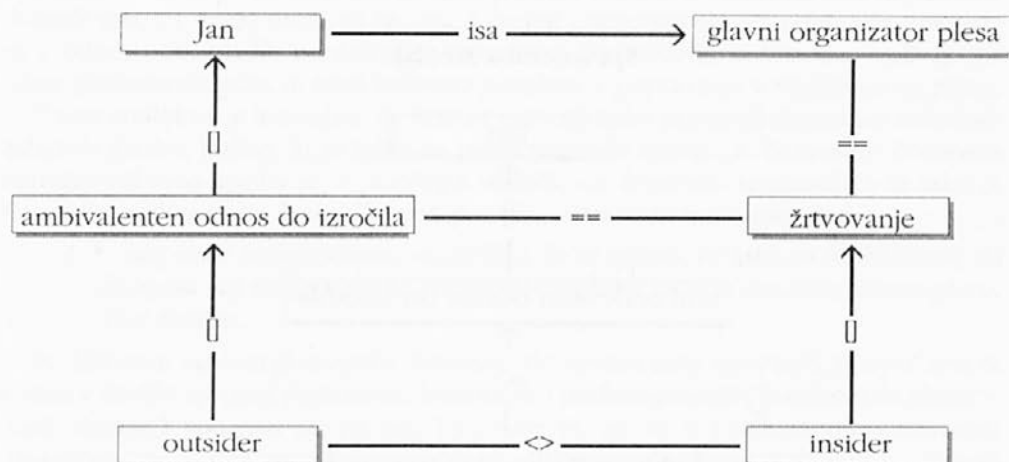 Jan isa glavni organizator plesa
[] ==
ambivalenten odnos do izročila == žrtvovanje
[] []
outsider <> insider